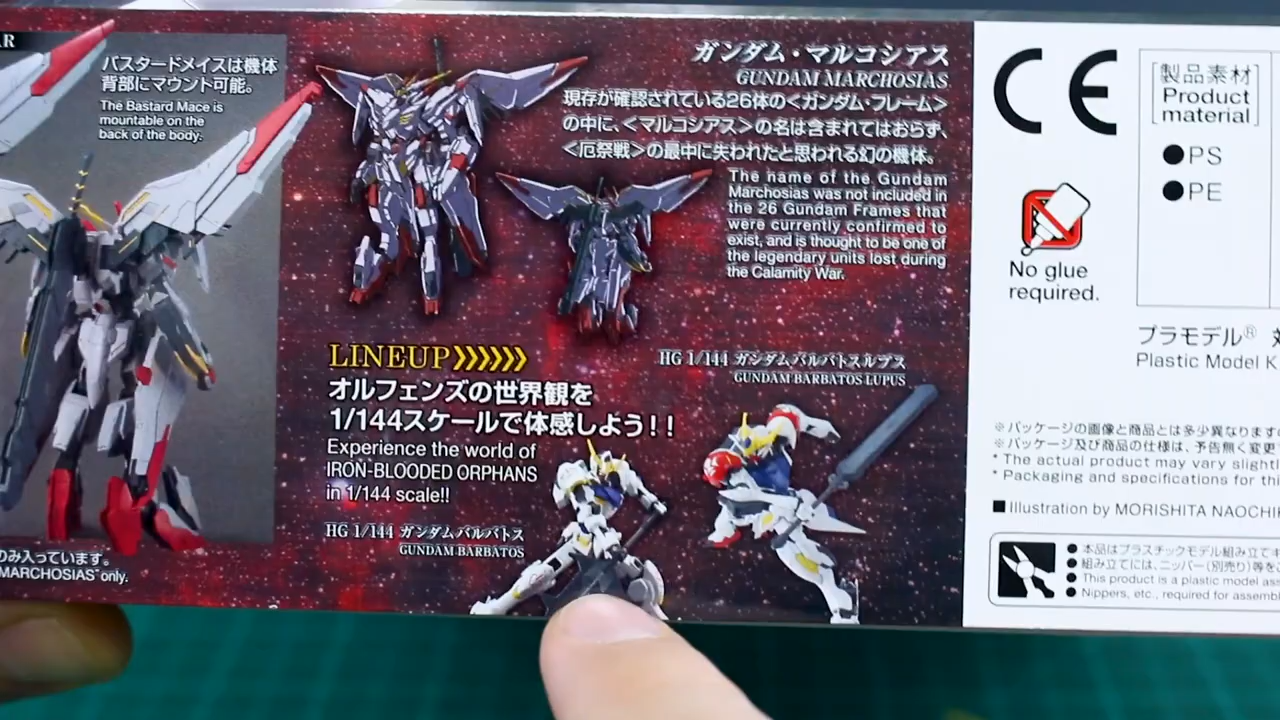 バスタードメイスは機体
背部にマウント可能。
The Bastard Mace is
mountable on the
back of the body.
のみ入っています。
MARCHOSIAS" only.
ガンダム・マルコシアス
GUNDAM MARCHOSIAS
現存が確認されている26体の<ガンダム・フレーム>
の中に、<マルコシアス>の名は含まれてはおらず、
<厄祭戦>の最中に失われたと思われる幻の機体。
The name of the Gundam
Marchosias was not included in
the 26 Gundam Frames that
were currently confirmed to
exist, and is thought to be one of
the legendary units lost during
the Calamity War.
LINEUP
オルフェンズの世界観を
1/144スケールで体感しよう!!
Experience the world of
IRON-BLOODED ORPHANS
in 1/144 scale!!
HG 1/144 ガンダムバルバトス
GUNDAM BARBATOS
HG 1/144 ガンダムバルバトスルプス
GUNDAM BARBATOS LUPUS
CE
[製品素材]
Product
material
●PS
●PE
No glue
required.
プラモデル®
Plastic Model K
※パッケージの画像と商品とは多少異なります
※パッケージ及び商品の仕様は、予告無く変更
* The actual product may vary slightl
* Packaging and specifications for thi
■Illustration by MORISHITA NAOCHI
● 本品はプラスチックモデル組み立てキ
● 組み立てには、ニッパー(別売り)等をご
● This product is a plastic model ass
● Nippers, etc., required for assembl